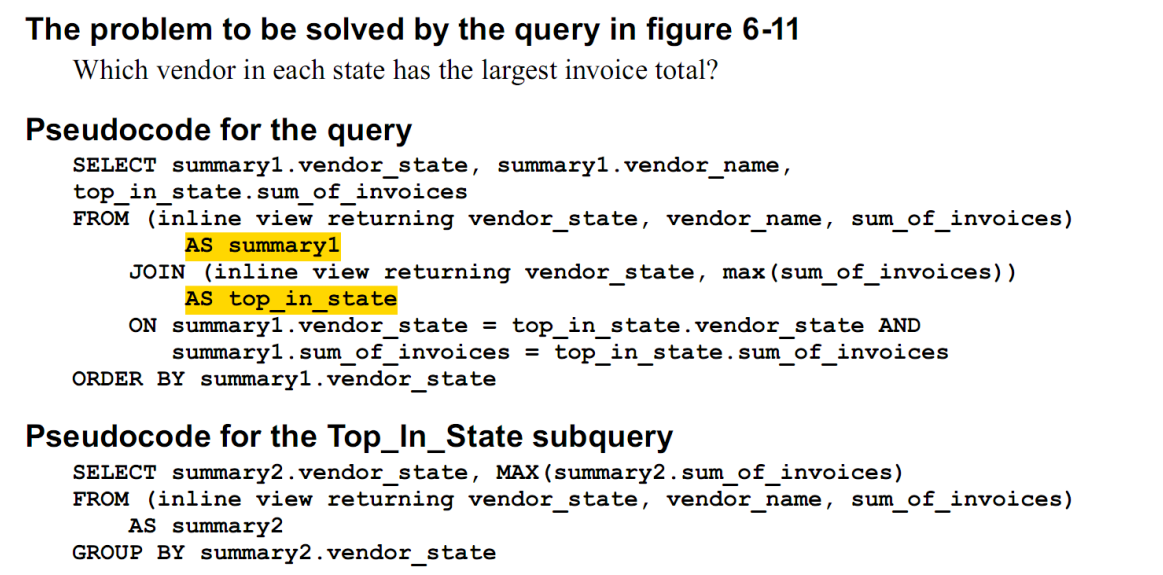 The problem to be solved by the query in figure 6-11
Which vendor in each state has the largest invoice total?
Pseudocode for the query
SELECT summary1.vendor_state, summary1.vendor_name,
top_in_state.sum_of_invoices
FROM (inline view returning vendor_state, vendor_name, sum_of_invoices)
AS summary1
JOIN (inline view returning vendor_state, max(sum_of_invoices))
AS top_in_state
ON summary1.vendor_state = top_in_state.vendor_state AND
summary1.sum_of_invoices = top_in_state.sum_of_invoices
ORDER BY summary1.vendor_state
Pseudocode for the Top_In_State subquery
SELECT summary2.vendor_state, MAX(summary2.sum_of_invoices)
FROM (inline view returning vendor_state, vendor_name, sum_of_invoices)
AS summary2
GROUP BY summary2.vendor_state